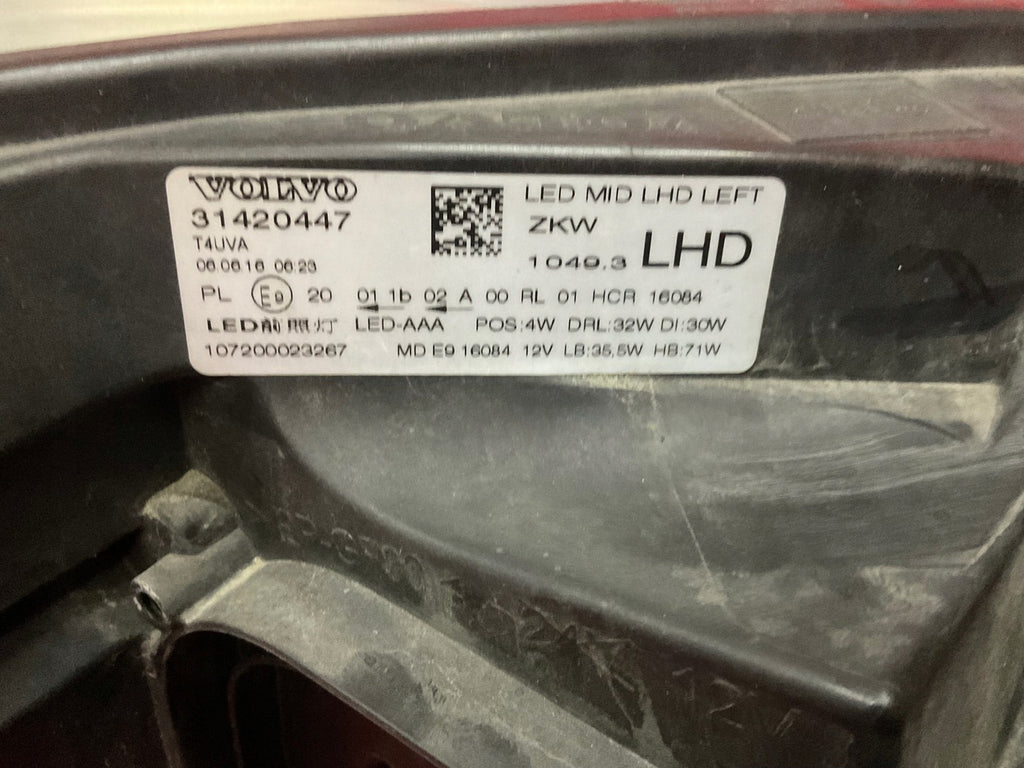 VOLVO
31420447
T4UVA
06.06.16 06:23
LED MID LHD LEFT
ZKW
1049.3 LHD
PL E9 20 01 1b 02 A 00 RL 01 HCR 16084
LED前照灯 LED-AAA POS:4W DRL:32W DI:30W
107200023267 MD E9 16084 12V LB:35,5W HB:71W